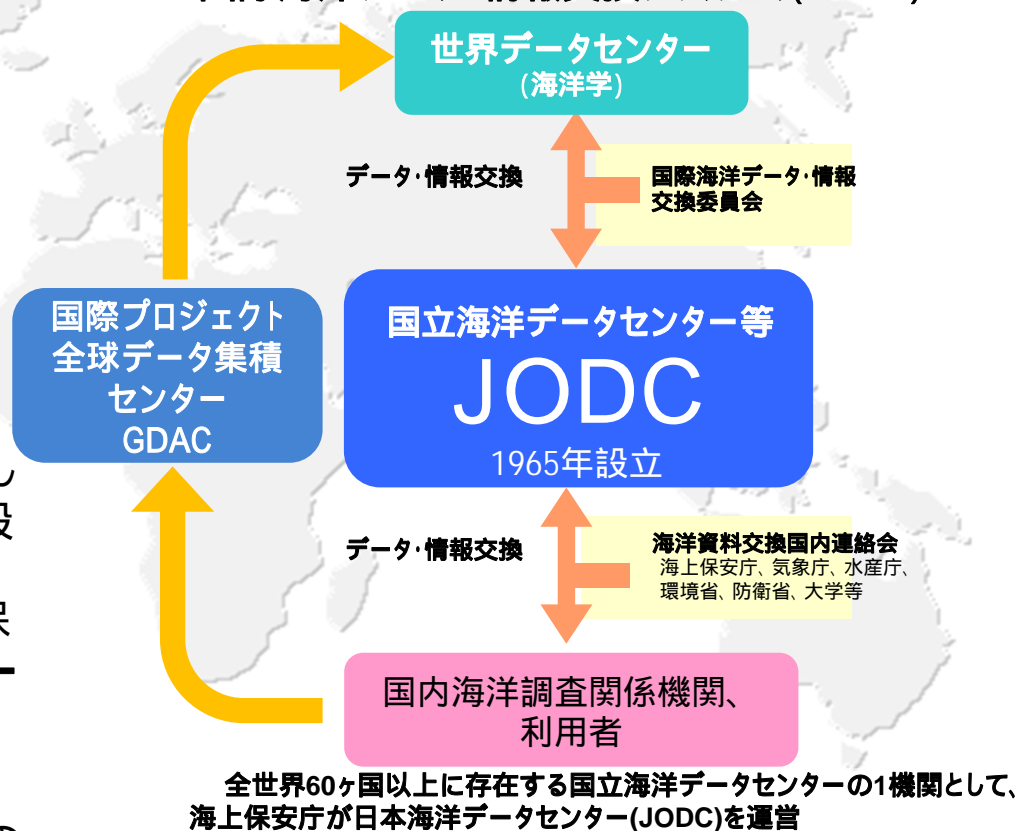 世界データセンター
(海洋学)
データ・情報交換
国際海洋データ・情報
交換委員会
国際プロジェクト
全球データ集積
センター
GDAC
国立海洋データセンター等
JODC
1965年設立
データ・情報交換
海洋資料交換国内連絡会
海上保安庁、気象庁、水産庁、
環境省、防衛省、大学等
国内海洋調査関係機関、
利用者
全世界60ヶ国以上に存在する国立海洋データセンターの1機関として、
海上保安庁が日本海洋データセンター(JODC)を運営